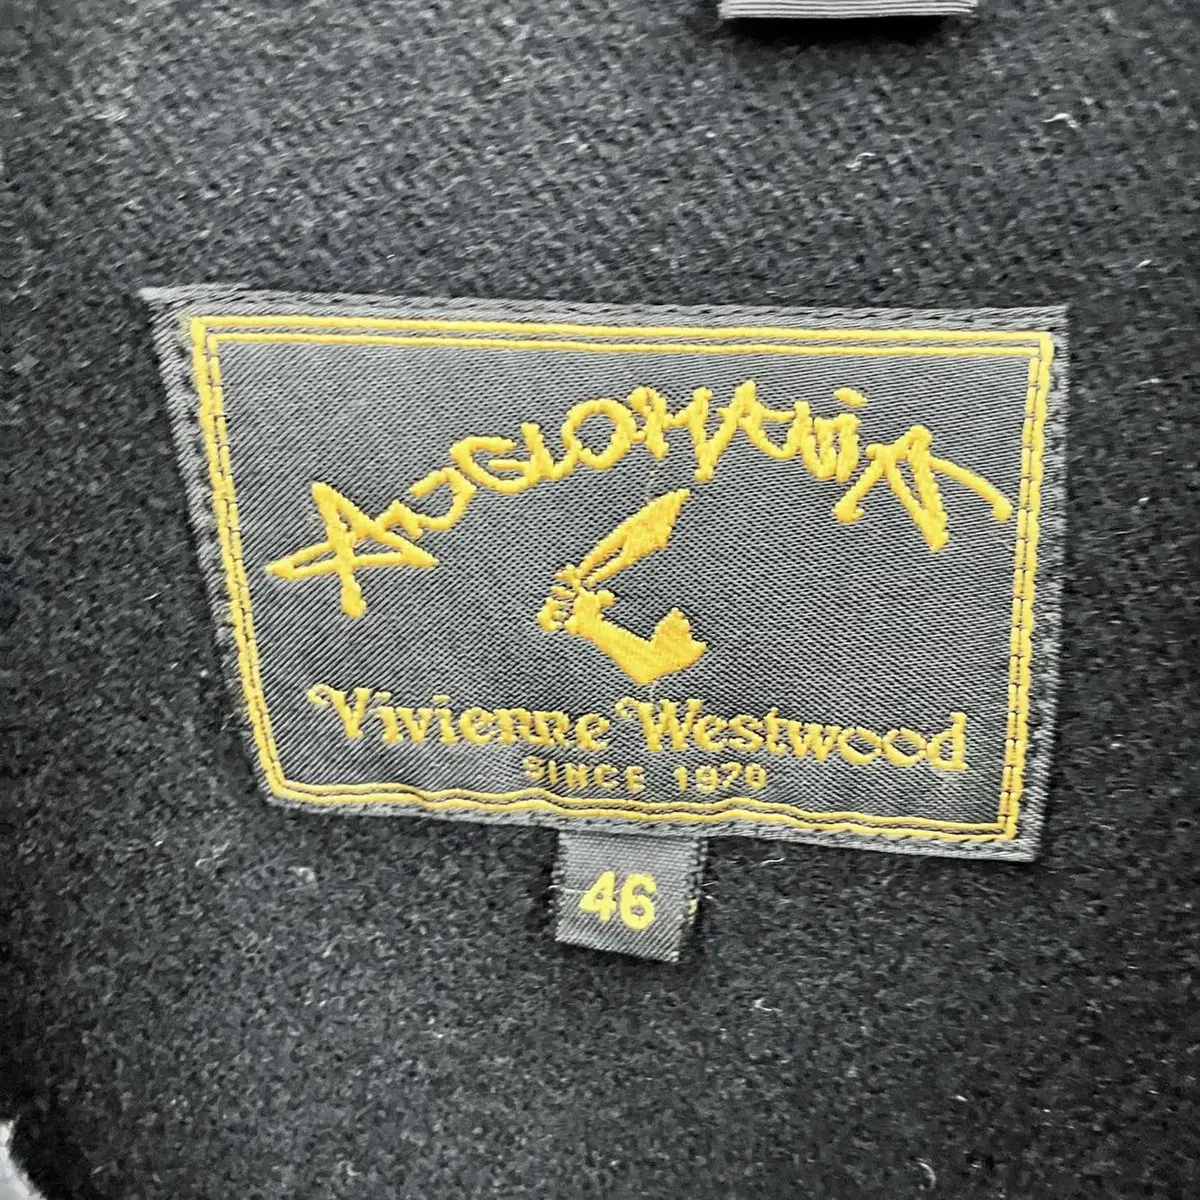 ANGLOMANIA
Vivienne Westwood
SINCE 1970
46